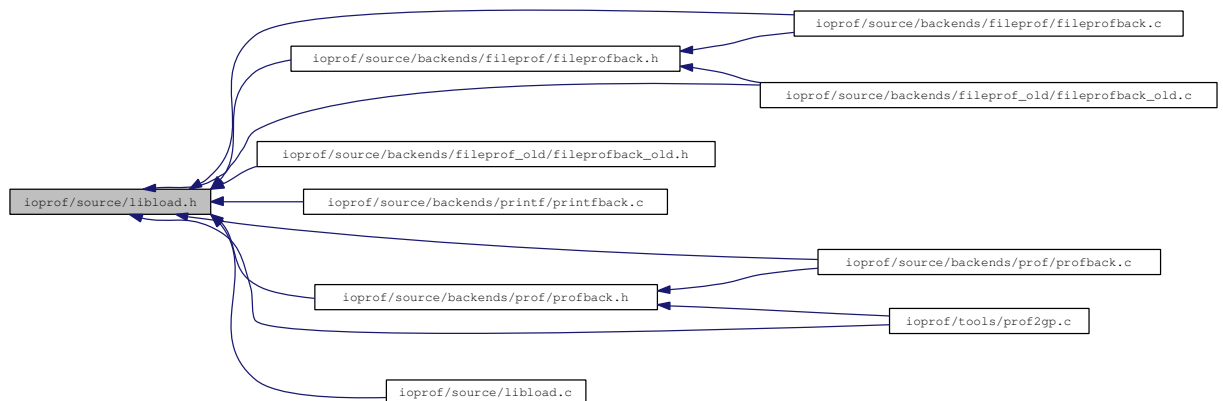 ioprof/source/backends/fileprof/fileprofback.c
ioprof/source/backends/fileprof/fileprofback.h
ioprof/source/backends/fileprof_old/fileprofback_old.c
ioprof/source/backends/fileprof_old/fileprofback_old.h
ioprof/source/libload.h
ioprof/source/backends/printf/printfback.c
ioprof/source/backends/prof/profback.c
ioprof/source/backends/prof/profback.h
ioprof/tools/prof2gp.c
ioprof/source/libload.c